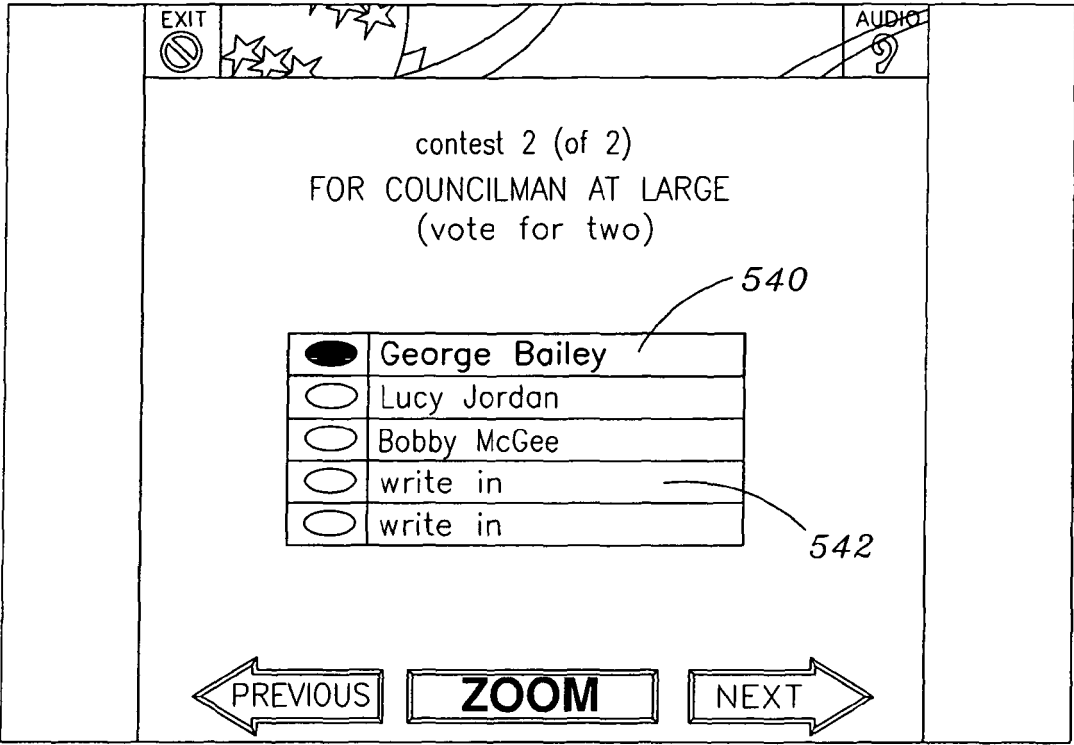 EXIT
AUDIO
contest 2 (of 2)
FOR COUNCILMAN AT LARGE
(vote for two)
540
George Bailey
Lucy Jordan
Bobby McGee
write in
write in
542
PREVIOUS
ZOOM
NEXT